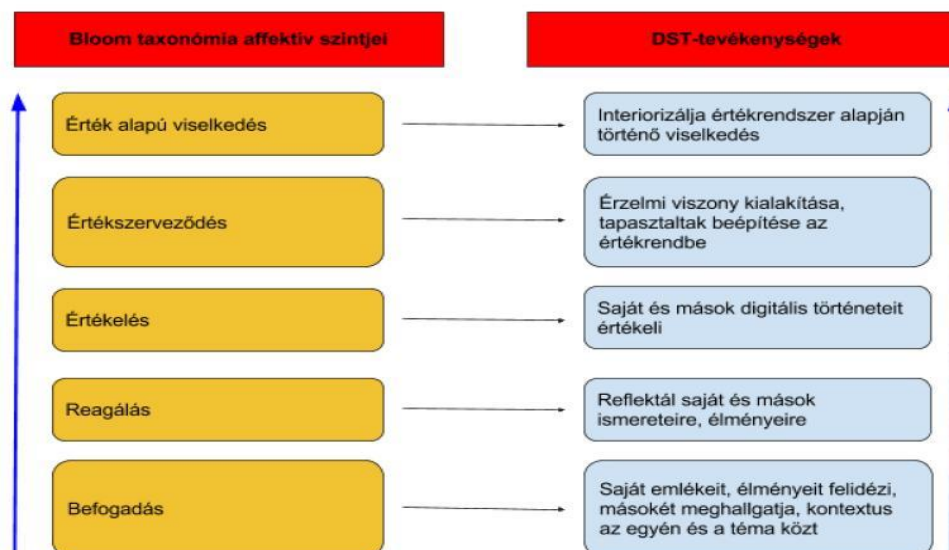 Bloom taxonómia affektiv szintjei
DST-tevékenységek
Érték alapú viselkedés
Interiorizálja értékrendszer alapján
történő viselkedés
Értékszerveződés
Érzelmi viszony kialakítása,
tapasztaltak beépítése az
értékrendbe
Értékelés
Saját és mások digitális történeteit
értékeli
Reagálás
Reflektál saját és mások
ismereteire, élményeire
Befogadás
Saját emlékeit, élményeit felidézi,
másokét meghallgatja, kontextus
az egyén és a téma közt